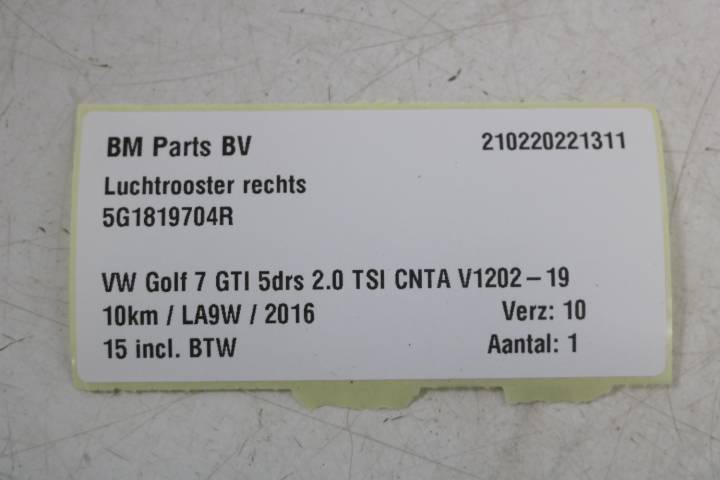 BM Parts BV 210220221311
Luchtrooster rechts
5G1819704R
VW Golf 7 GTI 5drs 2.0 TSI CNTA V1202-19
10km / LA9W / 2016 Verz: 10
15 incl. BTW Aantal: 1